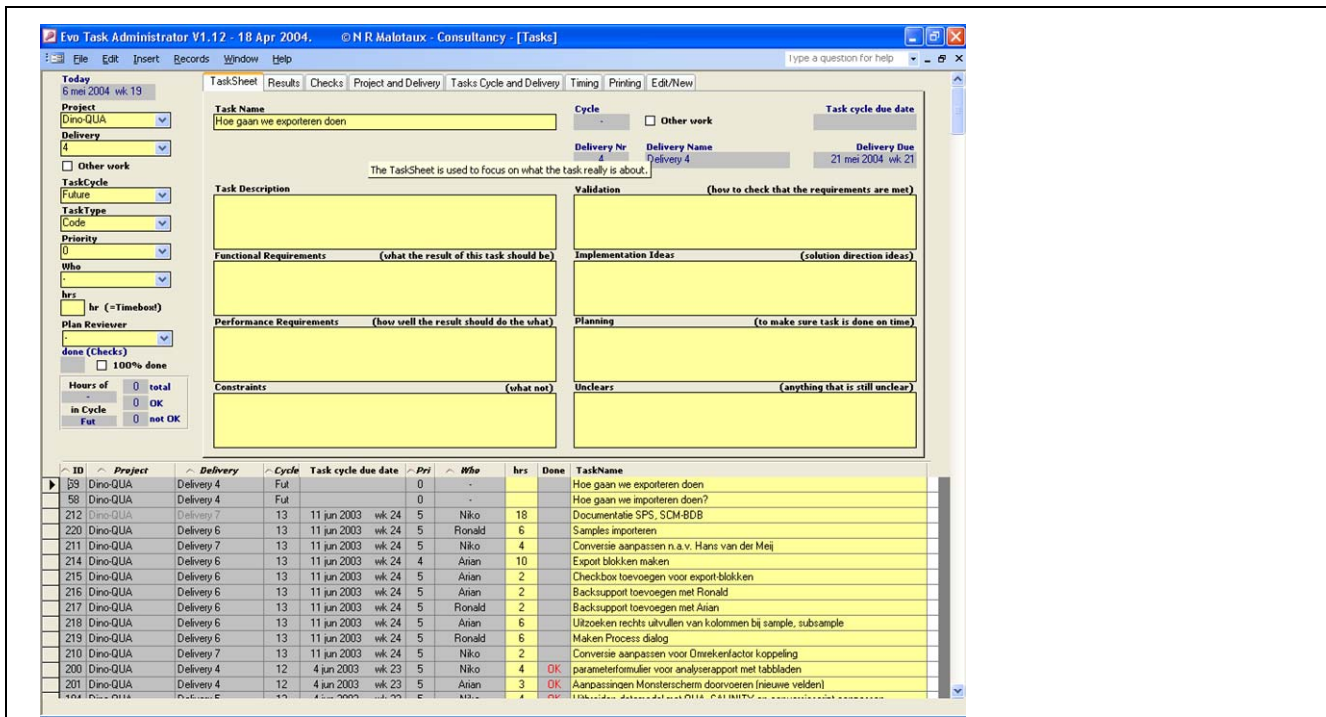 Evo Task Administrator V1.12 - 18 Apr 2004. © N R Malotaux - Consultancy - [Tasks]
File Edit Insert Records Window Help Type a question for help
Today
6 mei 2004 wk 19
Project
Dino-QUA
Delivery
4
Other work
TaskCycle
Future
TaskType
Code
Priority
0
Who
-
hrs
hr (=Timebox!)
Plan Reviewer
-
done (Checks)
100% done
Hours of 0 total
-
in Cycle 0 OK
Fut 0 not OK
TaskSheet Results Checks Project and Delivery Tasks Cycle and Delivery Timing Printing Edit/New
Task Name Cycle Task cycle due date
Hoe gaan we exporteren doen - Other work
Delivery Nr Delivery Name Delivery Due
4 Delivery 4 21 mei 2004 wk 21
The TaskSheet is used to focus on what the task really is about.
Task Description Validation (how to check that the requirements are met)
Functional Requirements (what the result of this task should be) Implementation Ideas (solution direction ideas)
Performance Requirements (how well the result should do the what) Planning (to make sure task is done on time)
Constraints (what not) Unclears (anything that is still unclear)
ID Project Delivery Cycle Task cycle due date Pri Who hrs Done TaskName
59 Dino-QUA Delivery 4 Fut 0 - Hoe gaan we exporteren doen
58 Dino-QUA Delivery 4 Fut 0 - Hoe gaan we importeren doen?
212 Dino-QUA Delivery 7 13 11 jun 2003 wk 24 5 Niko 18 Documentatie SPS, SCM-BDB
220 Dino-QUA Delivery 6 13 11 jun 2003 wk 24 5 Ronald 6 Samples importeren
211 Dino-QUA Delivery 7 13 11 jun 2003 wk 24 5 Niko 4 Conversie aanpassen n.a.v. Hans van der Meij
214 Dino-QUA Delivery 6 13 11 jun 2003 wk 24 4 Arian 10 Export blokken maken
215 Dino-QUA Delivery 6 13 11 jun 2003 wk 24 5 Arian 2 Checkbox toevoegen voor export-blokken
216 Dino-QUA Delivery 6 13 11 jun 2003 wk 24 5 Arian 2 Backsupport toevoegen met Ronald
217 Dino-QUA Delivery 6 13 11 jun 2003 wk 24 5 Ronald 2 Backsupport toevoegen met Arian
218 Dino-QUA Delivery 6 13 11 jun 2003 wk 24 5 Arian 6 Uitzoeken rechts uitvullen van kolommen bij sample, subsample
219 Dino-QUA Delivery 6 13 11 jun 2003 wk 24 5 Ronald 6 Maken Process dialog
210 Dino-QUA Delivery 7 13 11 jun 2003 wk 24 5 Niko 2 Conversie aanpassen voor Omrekenfactor koppeling
200 Dino-QUA Delivery 4 12 4 jun 2003 wk 23 5 Niko 4 OK parameterformulier voor analyserapport met tabbladen
201 Dino-QUA Delivery 4 12 4 jun 2003 wk 23 5 Arian 3 OK Aanpassingen Monsterscherm doorvoeren (nieuwe velden)